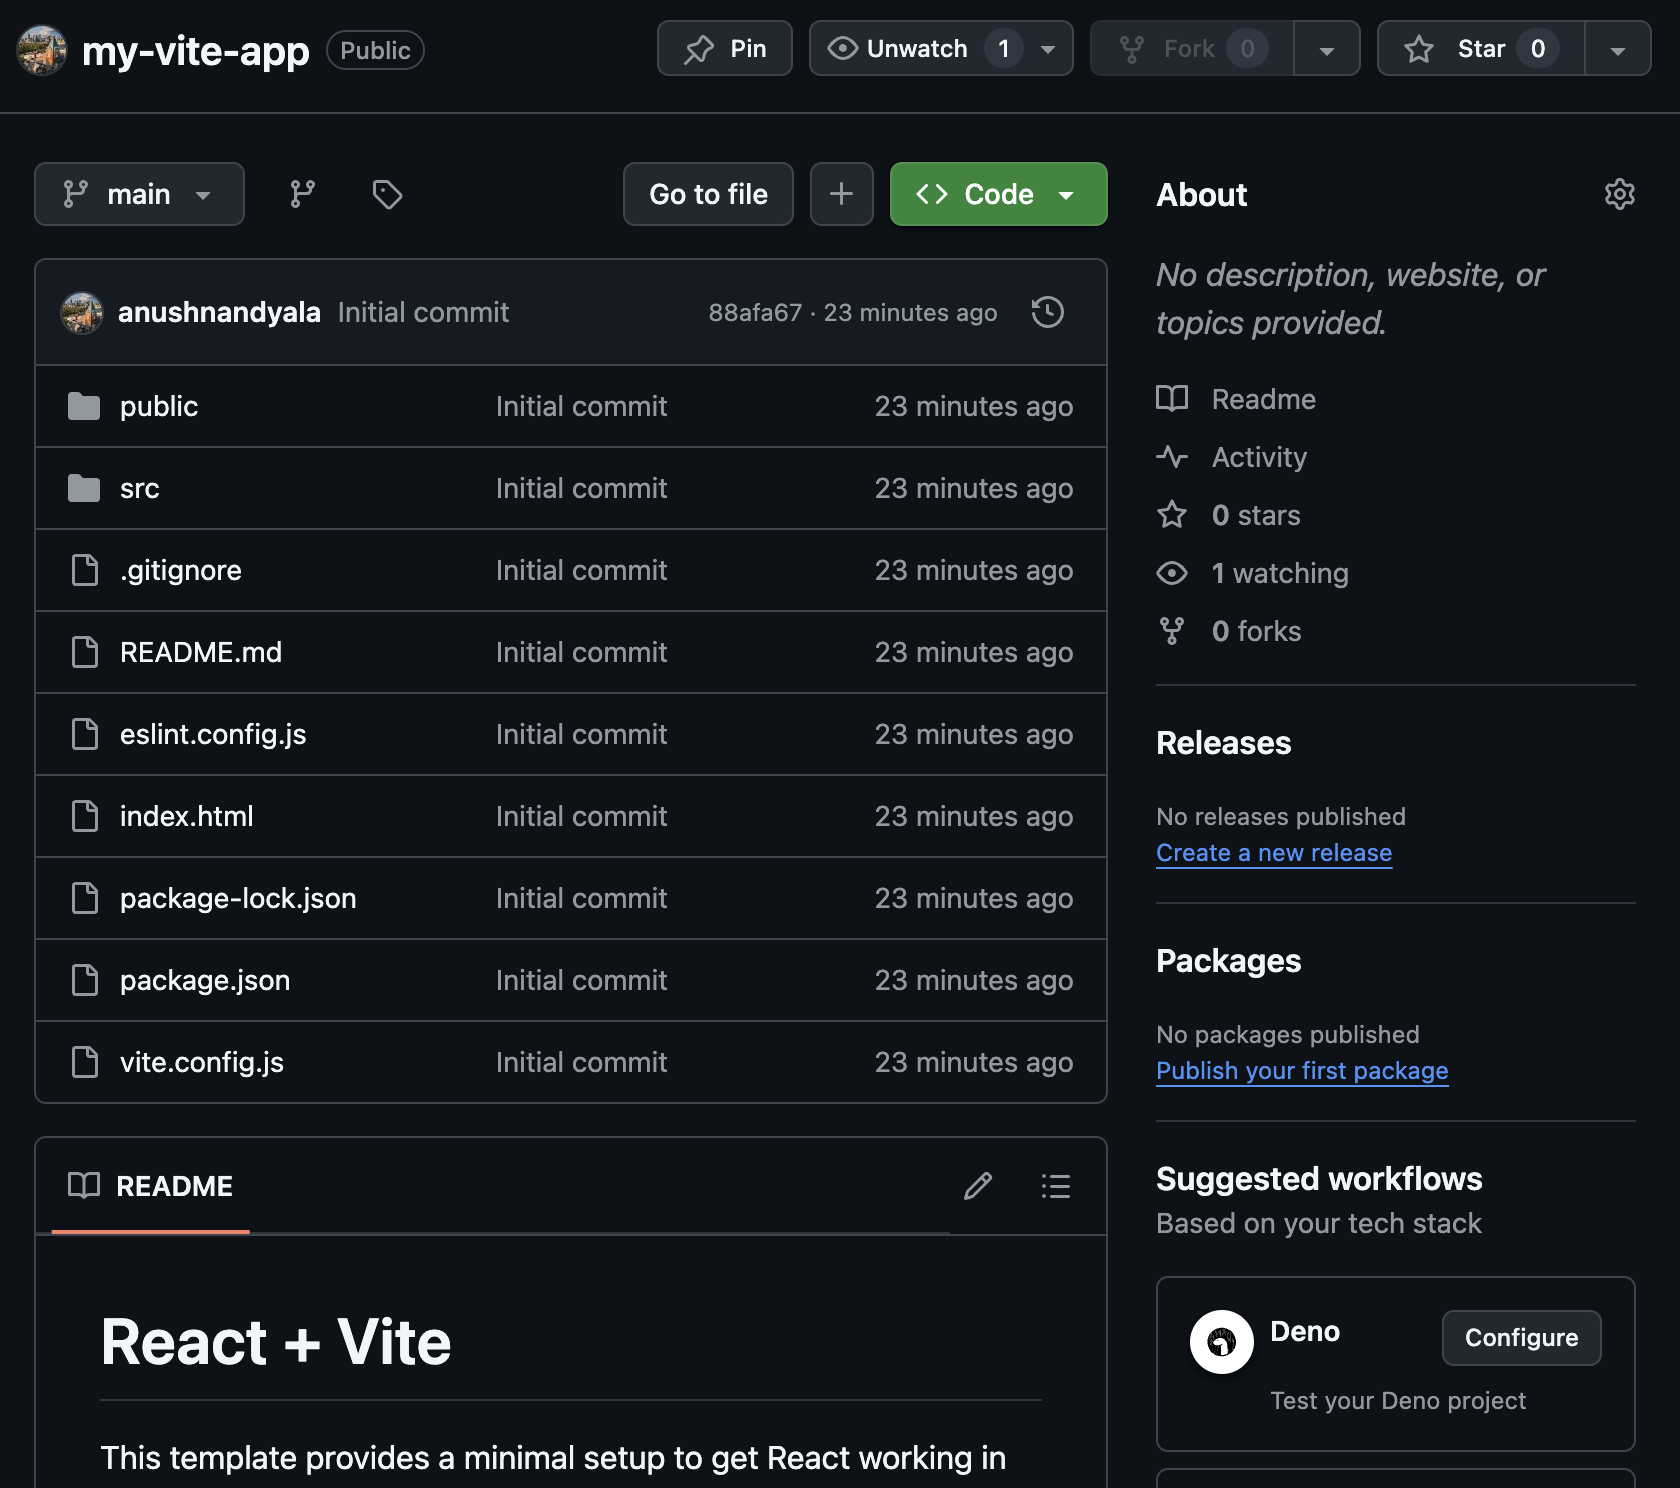 my-vite-app Public Pin Unwatch 1 Fork 0 Star 0
main Go to file + Code
anushnandyala Initial commit 88afa67 · 23 minutes ago
public Initial commit 23 minutes ago
src Initial commit 23 minutes ago
.gitignore Initial commit 23 minutes ago
README.md Initial commit 23 minutes ago
eslint.config.js Initial commit 23 minutes ago
index.html Initial commit 23 minutes ago
package-lock.json Initial commit 23 minutes ago
package.json Initial commit 23 minutes ago
vite.config.js Initial commit 23 minutes ago
README
React + Vite
This template provides a minimal setup to get React working in
About
No description, website, or
topics provided.
Readme
Activity
0 stars
1 watching
0 forks
Releases
No releases published
Create a new release
Packages
No packages published
Publish your first package
Suggested workflows
Based on your tech stack
Deno Configure
Test your Deno project